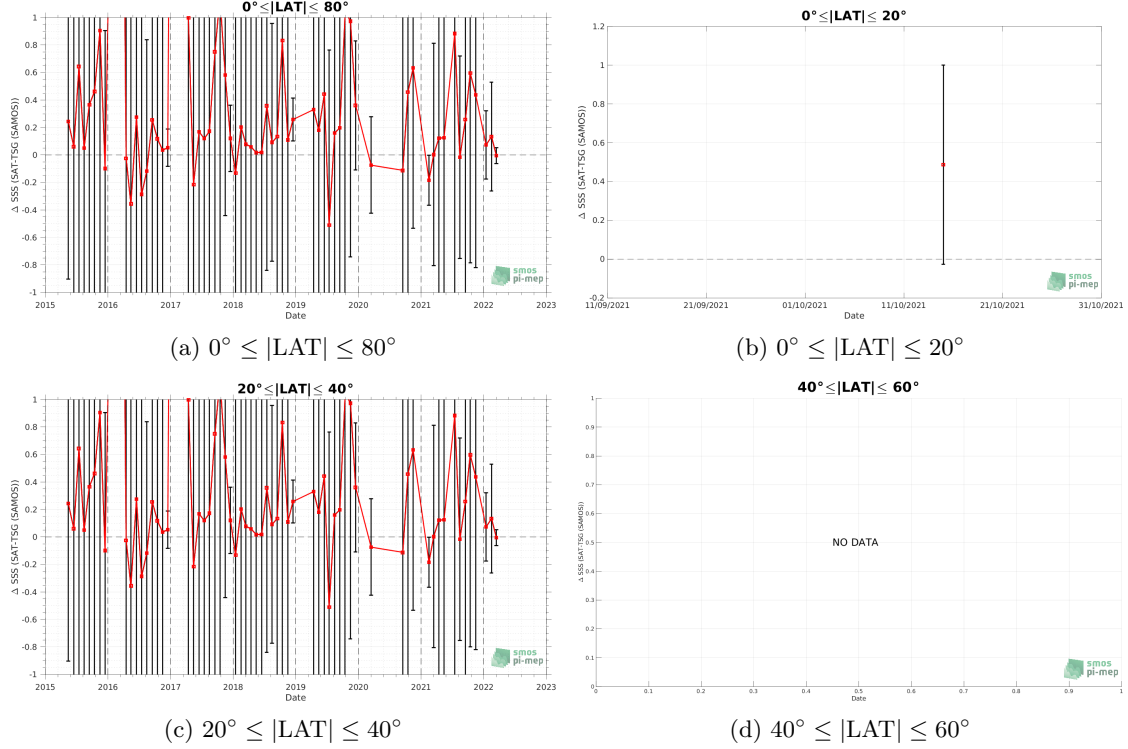 0°≤|LAT|≤ 80°
Δ SSS (SAT-TSG (SAMOS))
1
0.8
0.6
0.4
0.2
0
-0.2
-0.4
-0.6
-0.8
-1
2015 2016 2017 2018 2019 2020 2021 2022 2023
Date
smos
pi-mep
(a) 0° ≤ |LAT| ≤ 80°
0°≤|LAT|≤ 20°
Δ SSS (SAT-TSG (SAMOS))
1.2
1
0.8
0.6
0.4
0.2
0
-0.2
11/09/2021 21/09/2021 01/10/2021 11/10/2021 21/10/2021 31/10/2021
Date
smos
pi-mep
(b) 0° ≤ |LAT| ≤ 20°
20°≤|LAT|≤ 40°
Δ SSS (SAT-TSG (SAMOS))
1
0.8
0.6
0.4
0.2
0
-0.2
-0.4
-0.6
-0.8
-1
2015 2016 2017 2018 2019 2020 2021 2022 2023
Date
smos
pi-mep
(c) 20° ≤ |LAT| ≤ 40°
40°≤|LAT|≤ 60°
Δ SSS (SAT-TSG (SAMOS))
1
0.9
0.8
0.7
0.6
0.5
0.4
0.3
0.2
0.1
0
NO DATA
0 0.1 0.2 0.3 0.4 0.5 0.6 0.7 0.8 0.9 1
smos
pi-mep
(d) 40° ≤ |LAT| ≤ 60°